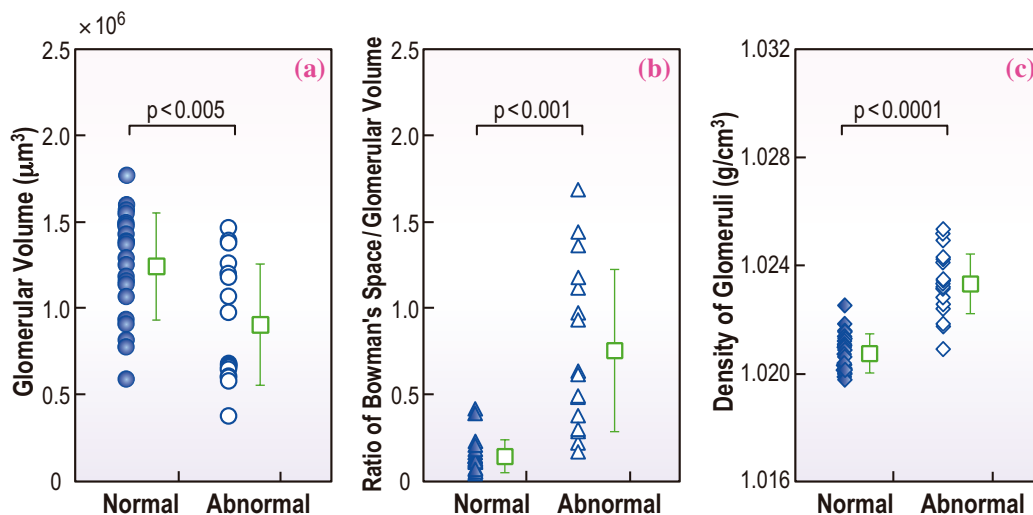 × 10⁶
Glomerular Volume (μm³)
2.5
2.0
1.5
1.0
0.5
0
(a)
p < 0.005
Normal Abnormal
Ratio of Bowman's Space / Glomerular Volume
2.5
2.0
1.5
1.0
0.5
0
(b)
p < 0.001
Normal Abnormal
Density of Glomeruli (g/cm³)
1.032
1.028
1.024
1.020
1.016
(c)
p < 0.0001
Normal Abnormal